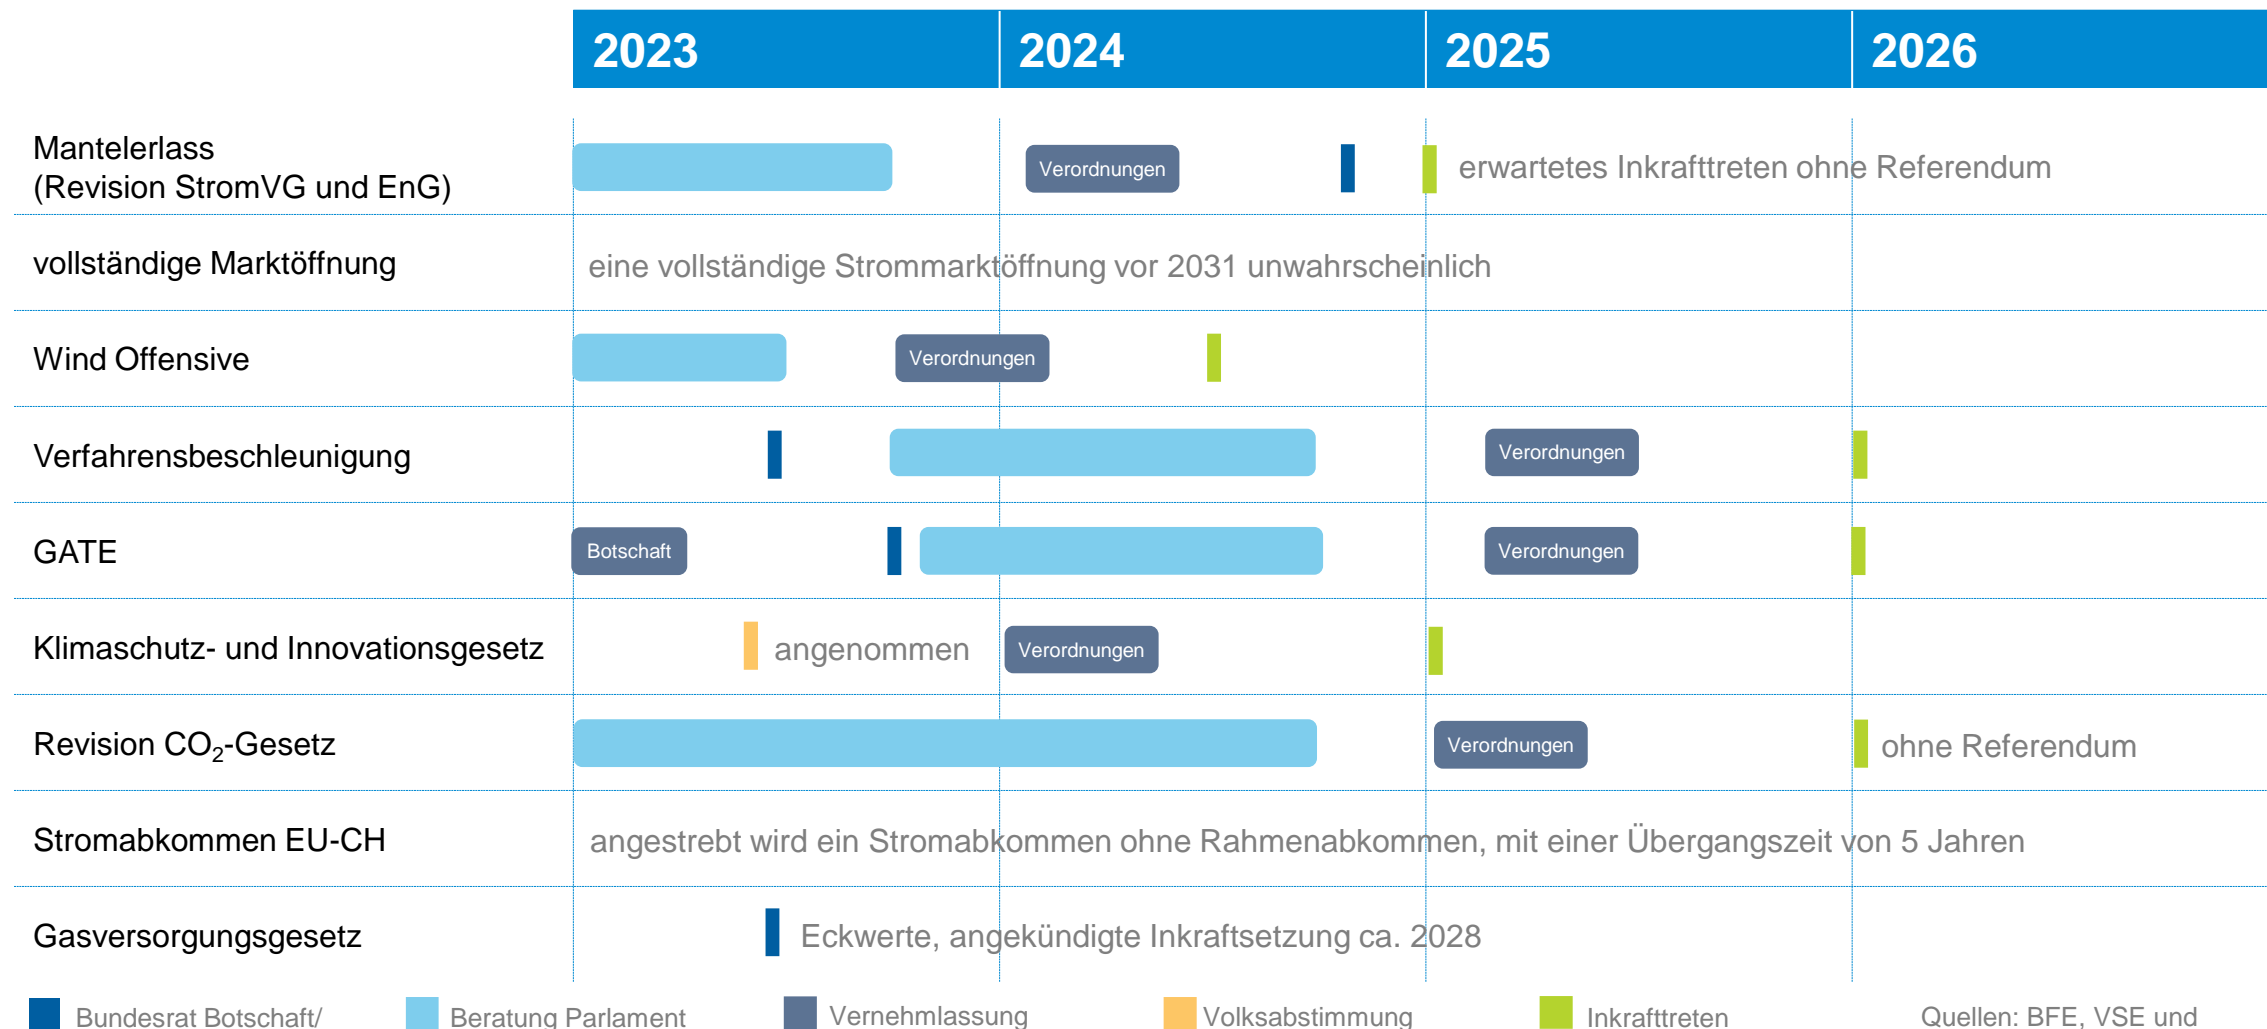 2023 2024 2025 2026
Mantelerlass
(Revision StromVG und EnG)
Verordnungen
erwartetes Inkrafttreten ohne Referendum
vollständige Marktöffnung
eine vollständige Strommarktöffnung vor 2031 unwahrscheinlich
Wind Offensive
Verordnungen
Verfahrensbeschleunigung
Verordnungen
GATE
Botschaft
Verordnungen
Klimaschutz- und Innovationsgesetz
angenommen
Verordnungen
Revision CO₂-Gesetz
Verordnungen
ohne Referendum
Stromabkommen EU-CH
angestrebt wird ein Stromabkommen ohne Rahmenabkommen, mit einer Übergangszeit von 5 Jahren
Gasversorgungsgesetz
Eckwerte, angekündigte Inkraftsetzung ca. 2028
Bundesrat Botschaft/
Beratung Parlament
Vernehmlassung
Volksabstimmung
Inkrafttreten
Quellen: BFE, VSE und